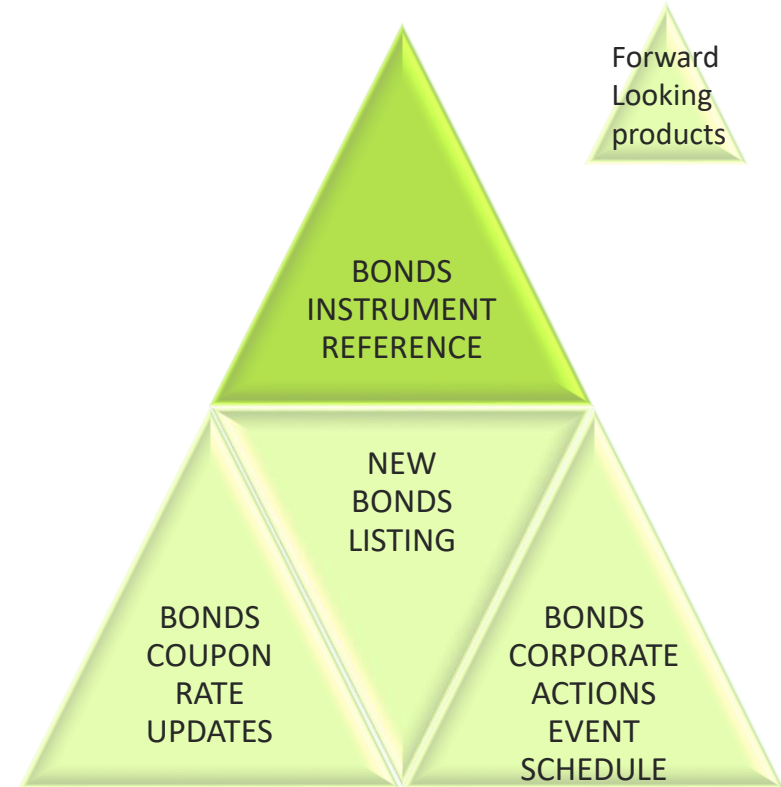 Forward
Looking
products
BONDS
INSTRUMENT
REFERENCE
NEW
BONDS
LISTING
BONDS
COUPON
RATE
UPDATES
BONDS
CORPORATE
ACTIONS
EVENT
SCHEDULE